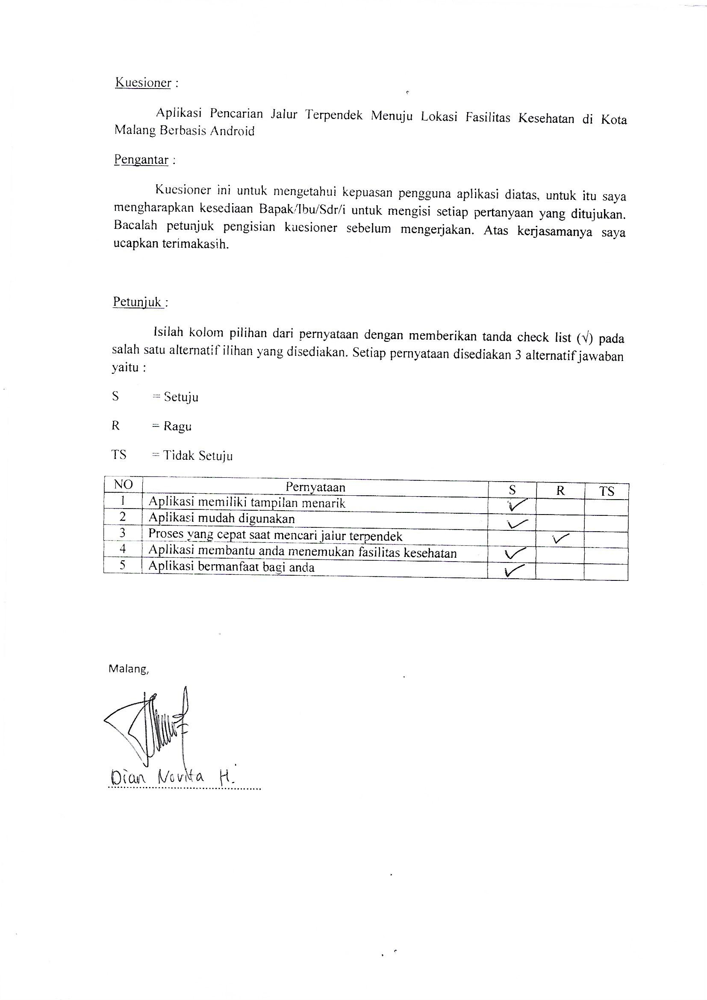 Kuesioner :
Aplikasi Pencarian Jalur Terpendek Menuju Lokasi Fasilitas Kesehatan di Kota
Malang Berbasis Android
Pengantar :
Kuesioner ini untuk mengetahui kepuasan pengguna aplikasi diatas, untuk itu saya
mengharapkan kesediaan Bapak/Ibu/Sdr/i untuk mengisi setiap pertanyaan yang ditujukan.
Bacalah petunjuk pengisian kuesioner sebelum mengerjakan. Atas kerjasamanya saya
ucapkan terimakasih.
Petunjuk :
Isilah kolom pilihan dari pernyataan dengan memberikan tanda check list (√) pada
salah satu alternatif ilihan yang disediakan. Setiap pernyataan disediakan 3 alternatif jawaban
yaitu :
S = Setuju
R = Ragu
TS = Tidak Setuju
NO Pernyataan S R TS
1 Aplikasi memiliki tampilan menarik ✓
2 Aplikasi mudah digunakan ✓
3 Proses yang cepat saat mencari jalur terpendek ✓
4 Aplikasi membantu anda menemukan fasilitas kesehatan ✓
5 Aplikasi bermanfaat bagi anda ✓
Malang,
Dian Novita H.